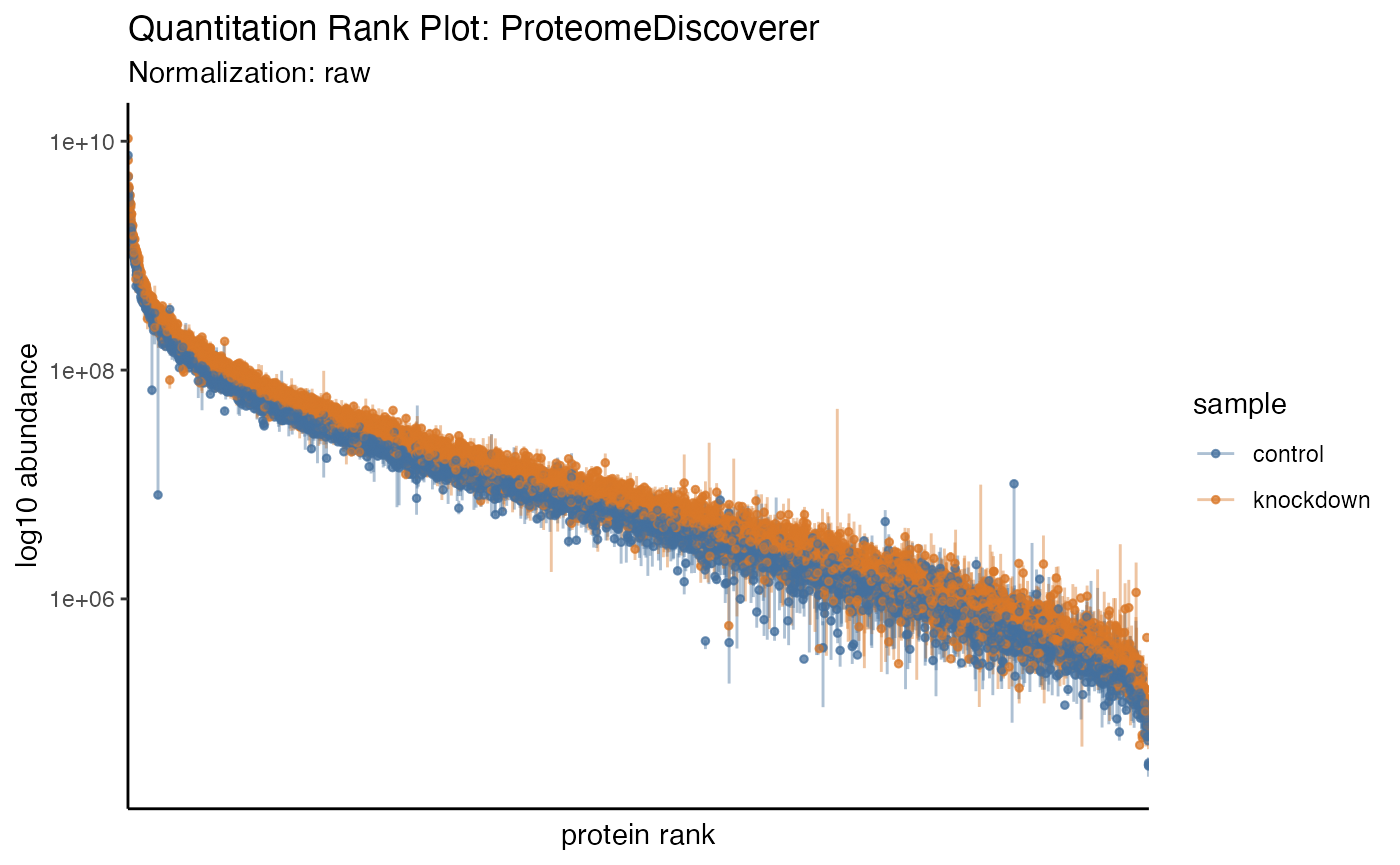 Quantitation Rank Plot: ProteomeDiscoverer
Normalization: raw
log10 abundance
1e+10
1e+08
1e+06
protein rank
sample
control
knockdown